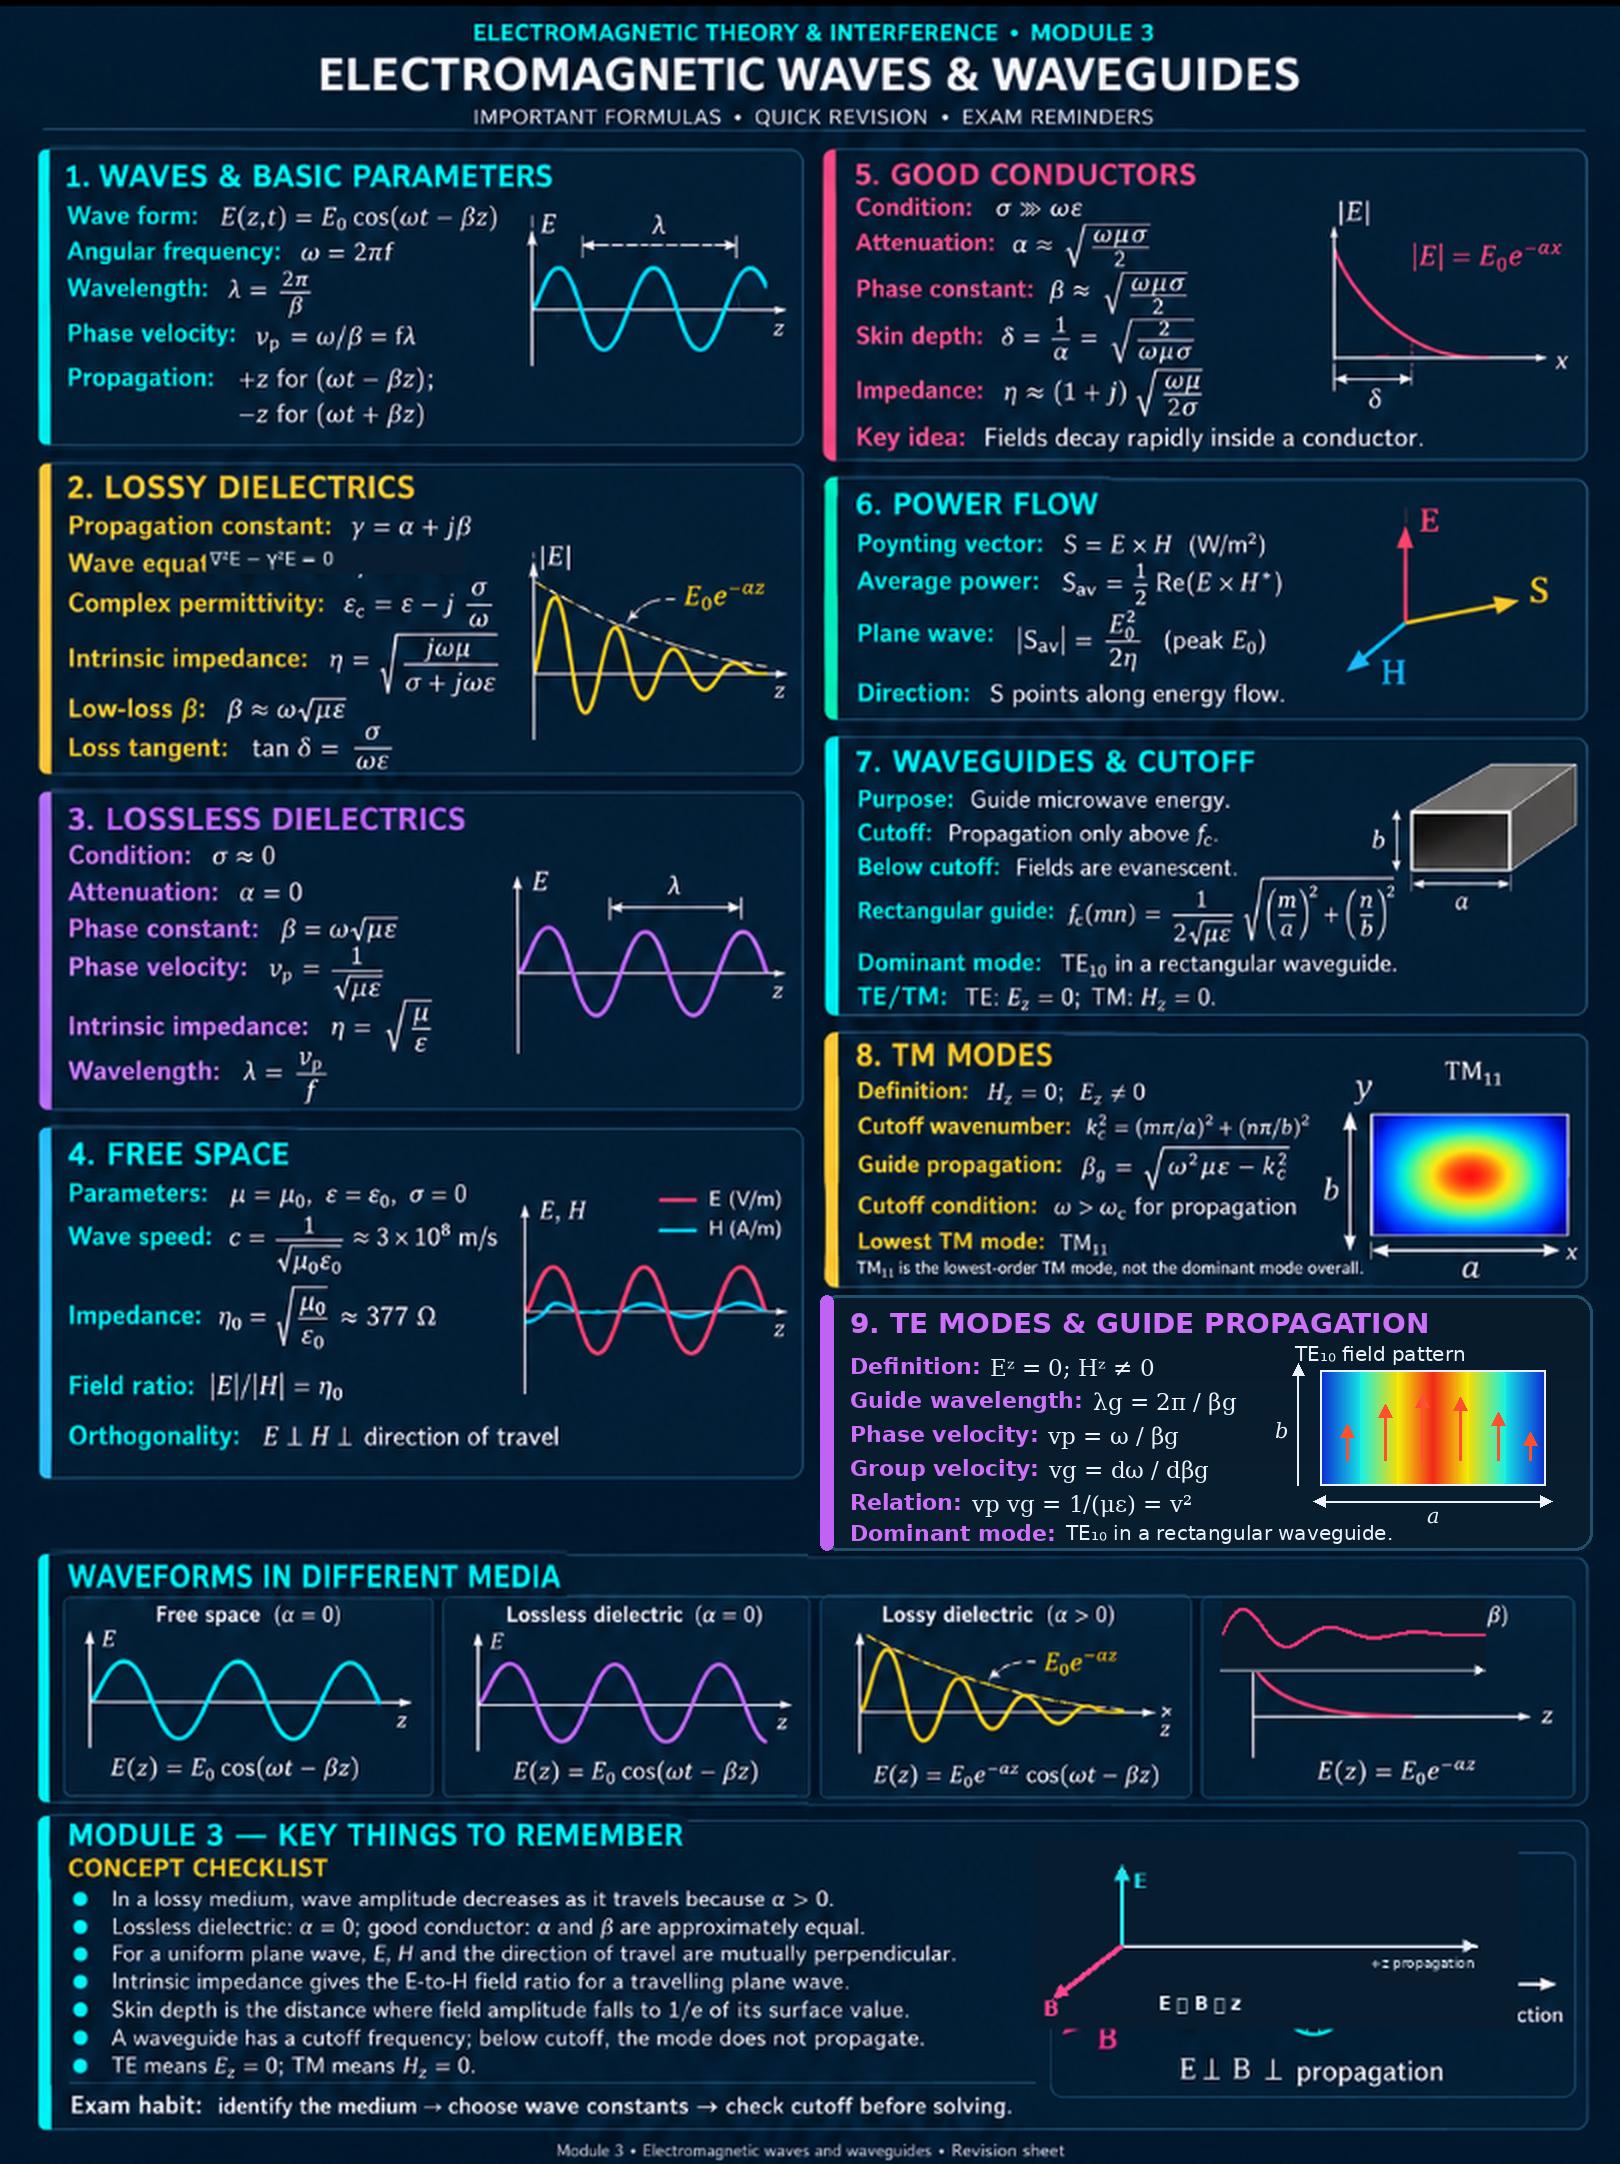 ELECTROMAGNETIC THEORY & INTERFERENCE • MODULE 3
ELECTROMAGNETIC WAVES & WAVEGUIDES
IMPORTANT FORMULAS • QUICK REVISION • EXAM REMINDERS
1. WAVES & BASIC PARAMETERS
Wave form: E(z,t) = E₀ cos(ωt − βz)
Angular frequency: ω = 2πf
Wavelength: λ = 2π/β
Phase velocity: vₚ = ω/β = fλ
Propagation: +z for (ωt − βz);
−z for (ωt + βz)
E
λ
z
2. LOSSY DIELECTRICS
Propagation constant: γ = α + jβ
Wave equat ∇²E − γ²E = 0
Complex permittivity: ε_c = ε − j σ/ω
Intrinsic impedance: η = √(jωμ/(σ + jωε))
Low-loss β: β ≈ ω√με
Loss tangent: tan δ = σ/ωε
|E|
E₀e^−αz
z
3. LOSSLESS DIELECTRICS
Condition: σ ≈ 0
Attenuation: α = 0
Phase constant: β = ω√με
Phase velocity: vₚ = 1/√με
Intrinsic impedance: η = √(μ/ε)
Wavelength: λ = vₚ/f
E
λ
z
4. FREE SPACE
Parameters: μ = μ₀, ε = ε₀, σ = 0
Wave speed: c = 1/√μ₀ε₀ ≈ 3 × 10⁸ m/s
Impedance: η₀ = √(μ₀/ε₀) ≈ 377 Ω
Field ratio: |E|/|H| = η₀
Orthogonality: E ⊥ H ⊥ direction of travel
E, H
E (V/m)
H (A/m)
z
5. GOOD CONDUCTORS
Condition: σ ⋙ ωε
Attenuation: α ≈ √(ωμσ/2)
Phase constant: β ≈ √(ωμσ/2)
Skin depth: δ = 1/α = √(2/ωμσ)
Impedance: η ≈ (1 + j) √(ωμ/2σ)
Key idea: Fields decay rapidly inside a conductor.
|E|
|E| = E₀e^−αx
x
δ
6. POWER FLOW
Poynting vector: S = E × H (W/m²)
Average power: S_av = 1/2 Re(E × H*)
Plane wave: |S_av| = E₀²/2η (peak E₀)
Direction: S points along energy flow.
E
S
H
7. WAVEGUIDES & CUTOFF
Purpose: Guide microwave energy.
Cutoff: Propagation only above f_c.
Below cutoff: Fields are evanescent.
Rectangular guide: f_c(mn) = 1/(2√με) √((m/a)² + (n/b)²)
Dominant mode: TE₁₀ in a rectangular waveguide.
TE/TM: TE: E_z = 0; TM: H_z = 0.
b
a
8. TM MODES
Definition: H_z = 0; E_z ≠ 0
Cutoff wavenumber: k_c² = (mπ/a)² + (nπ/b)²
Guide propagation: β_g = √(ω²με − k_c²)
Cutoff condition: ω > ω_c for propagation
Lowest TM mode: TM₁₁
TM₁₁ is the lowest-order TM mode, not the dominant mode overall.
TM₁₁
y
b
x
a
9. TE MODES & GUIDE PROPAGATION
Definition: Eᶻ = 0; Hᶻ ≠ 0
Guide wavelength: λg = 2π / βg
Phase velocity: vp = ω / βg
Group velocity: vg = dω / dβg
Relation: vp vg = 1/(με) = v²
Dominant mode: TE₁₀ in a rectangular waveguide.
TE₁₀ field pattern
b
a
WAVEFORMS IN DIFFERENT MEDIA
Free space (α = 0)
E
z
E(z) = E₀ cos(ωt − βz)
Lossless dielectric (α = 0)
E
z
E(z) = E₀ cos(ωt − βz)
Lossy dielectric (α > 0)
E₀e^−αz
z
E(z) = E₀e^−αz cos(ωt − βz)
β)
z
E(z) = E₀e^−αz
MODULE 3 — KEY THINGS TO REMEMBER
CONCEPT CHECKLIST
● In a lossy medium, wave amplitude decreases as it travels because α > 0.
● Lossless dielectric: α = 0; good conductor: α and β are approximately equal.
● For a uniform plane wave, E, H and the direction of travel are mutually perpendicular.
● Intrinsic impedance gives the E-to-H field ratio for a travelling plane wave.
● Skin depth is the distance where field amplitude falls to 1/e of its surface value.
● A waveguide has a cutoff frequency; below cutoff, the mode does not propagate.
● TE means E_z = 0; TM means H_z = 0.
Exam habit: identify the medium → choose wave constants → check cutoff before solving.
E
+z propagation
B
E ▯ B ▯ z
ction
B
E ⊥ B ⊥ propagation
Module 3 • Electromagnetic waves and waveguides • Revision sheet